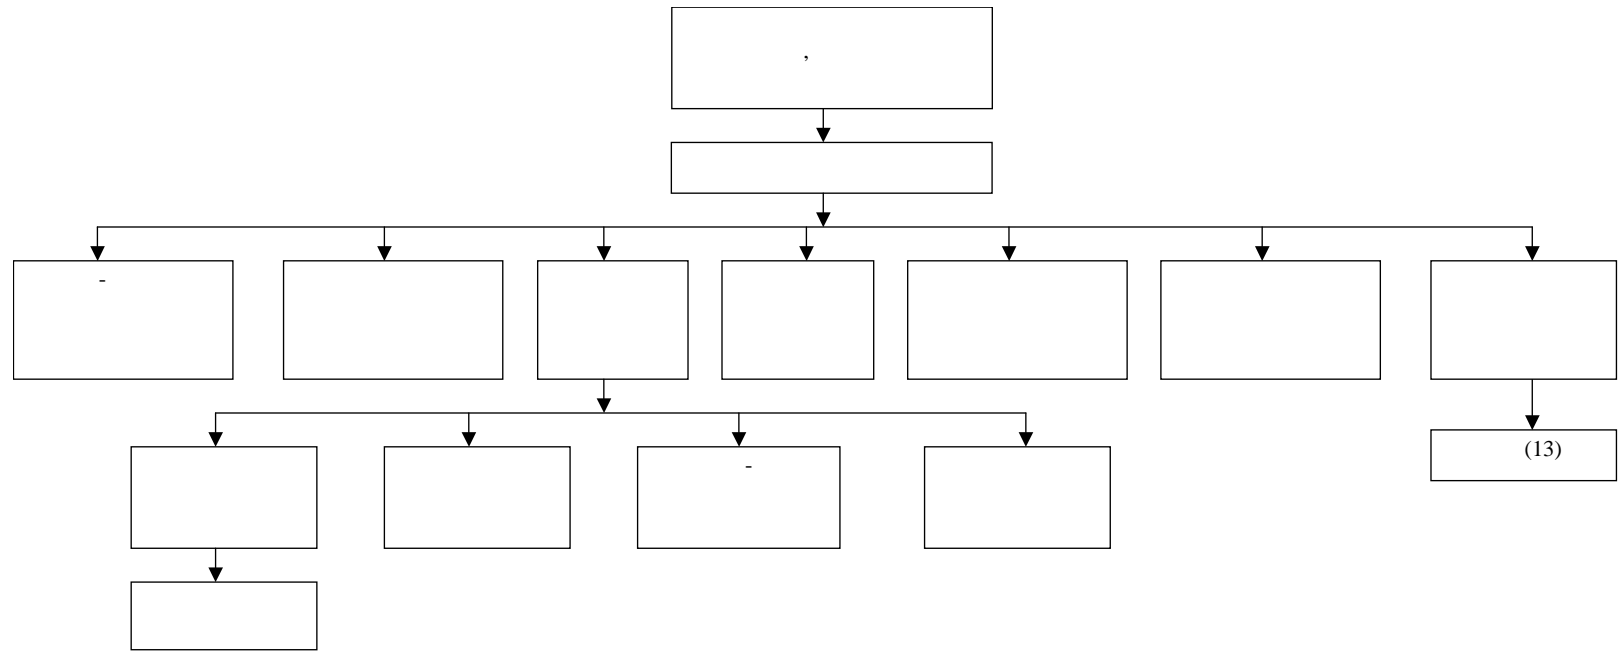 ,
-
-
(13)